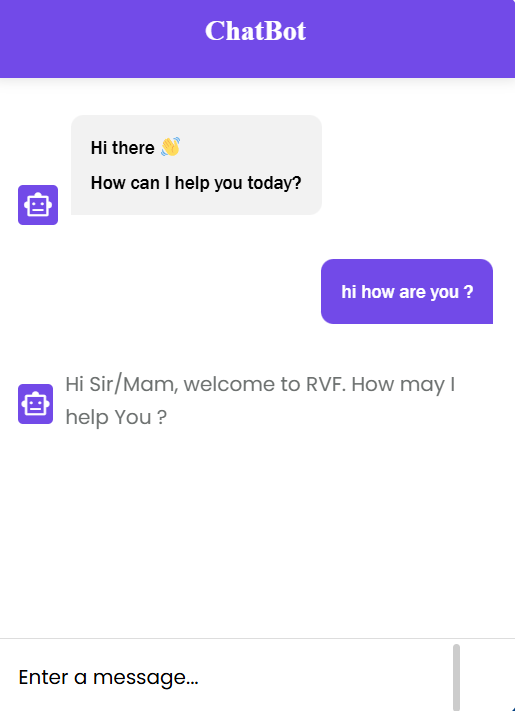 ChatBot
Hi there 👋
How can I help you today?
hi how are you ?
Hi Sir/Mam, welcome to RVF. How may I
help You ?
Enter a message...